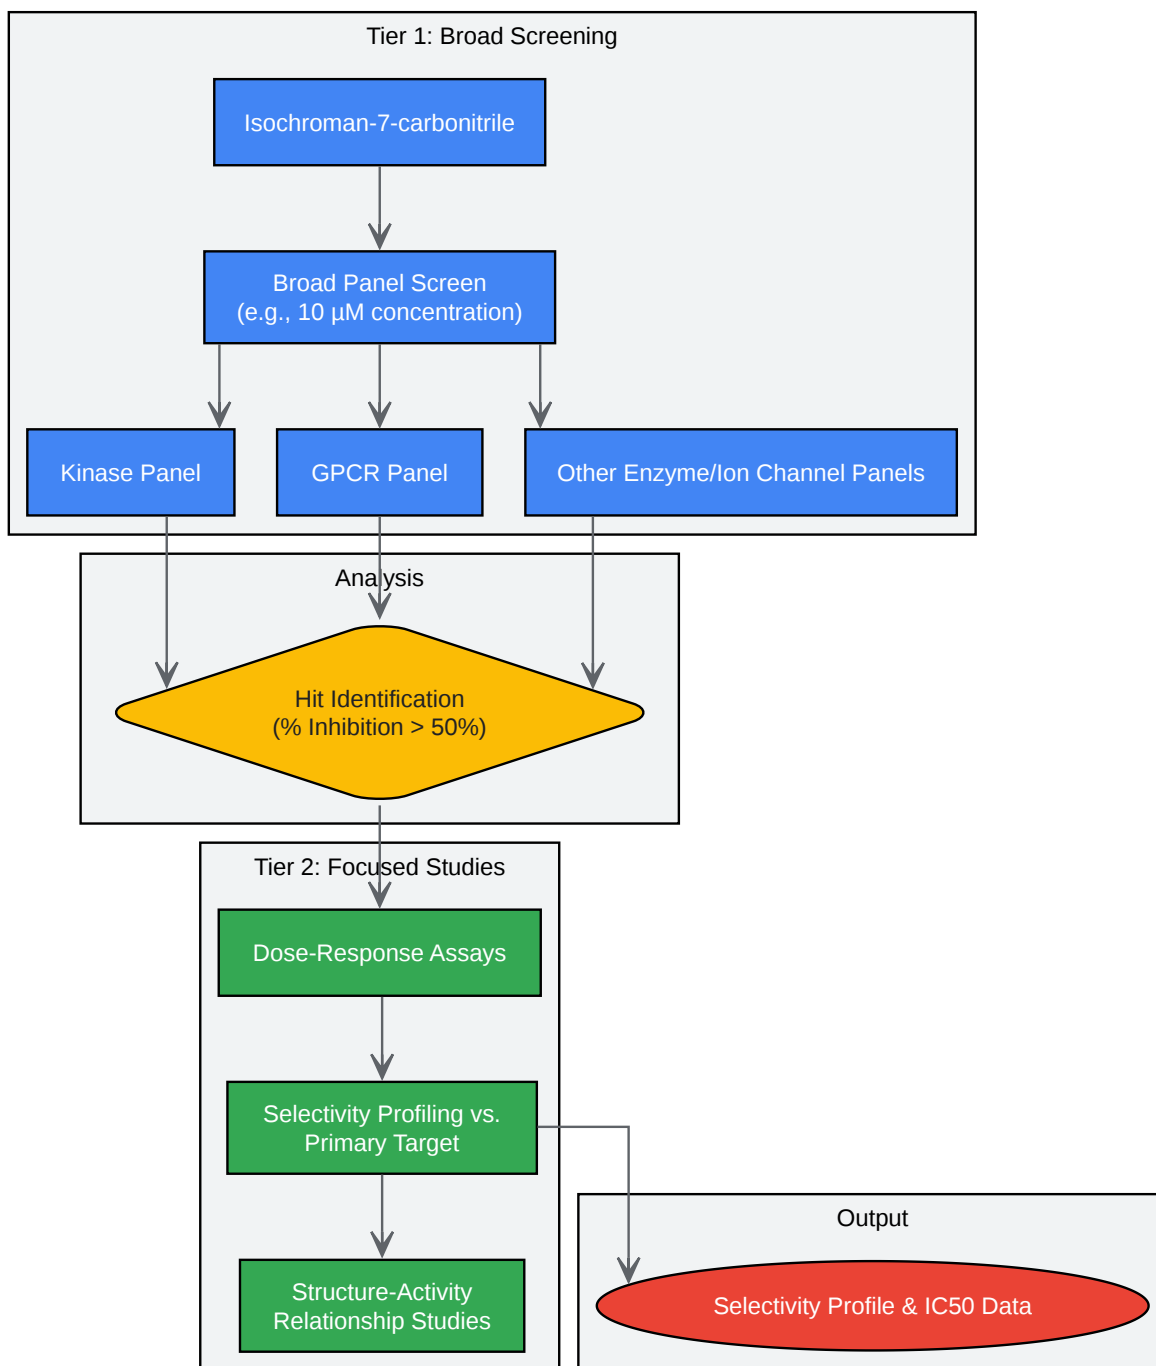 Tier 1: Broad Screening
Isochroman-7-carbonitrile
Broad Panel Screen
(e.g., 10 µM concentration)
Kinase Panel
GPCR Panel
Other Enzyme/Ion Channel Panels
Analysis
Hit Identification
(% Inhibition > 50%)
Tier 2: Focused Studies
Dose-Response Assays
Selectivity Profiling vs.
Primary Target
Structure-Activity
Relationship Studies
Output
Selectivity Profile & IC50 Data